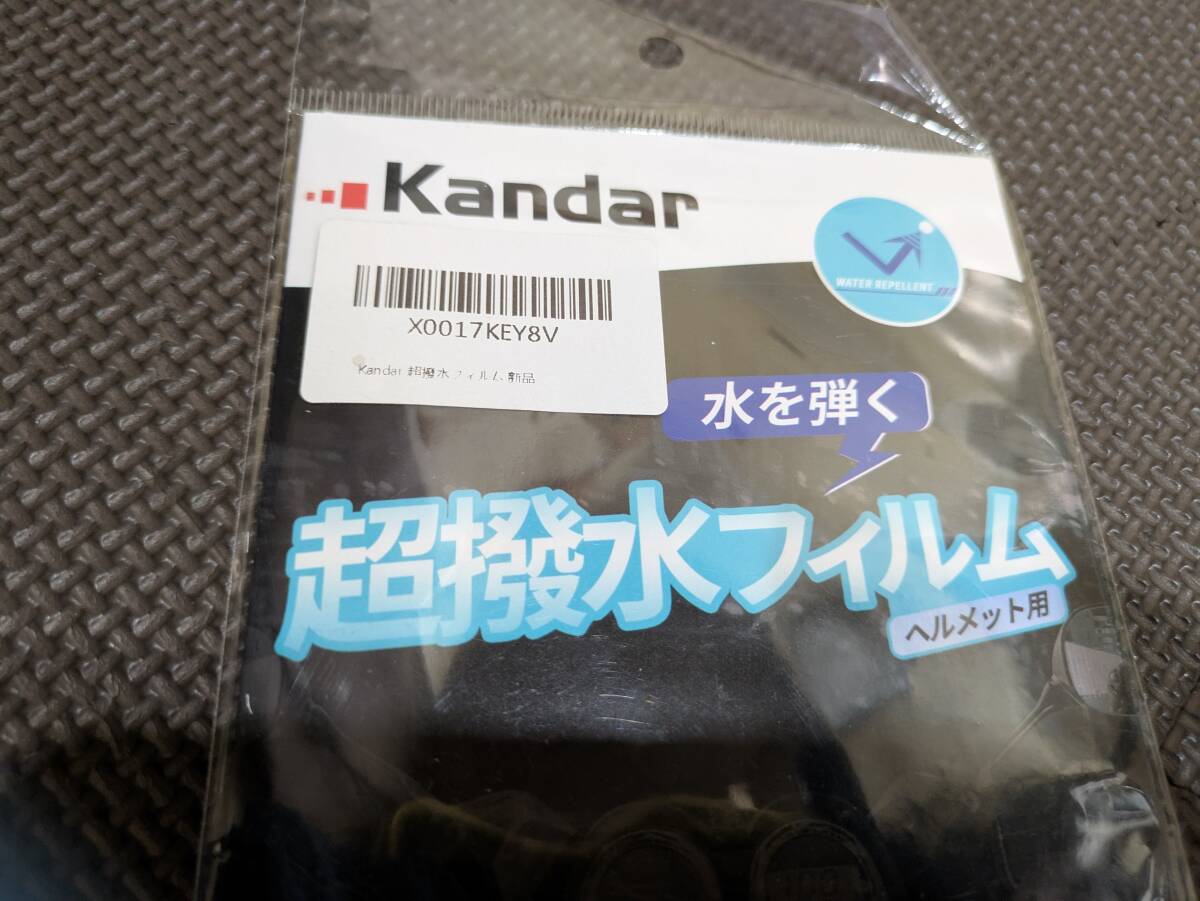 Kandar
WATER REPELLENT
X0017KEY8V
Kandar 超撥水フィルム 新品
水を弾く
超撥水フィルム
ヘルメット用